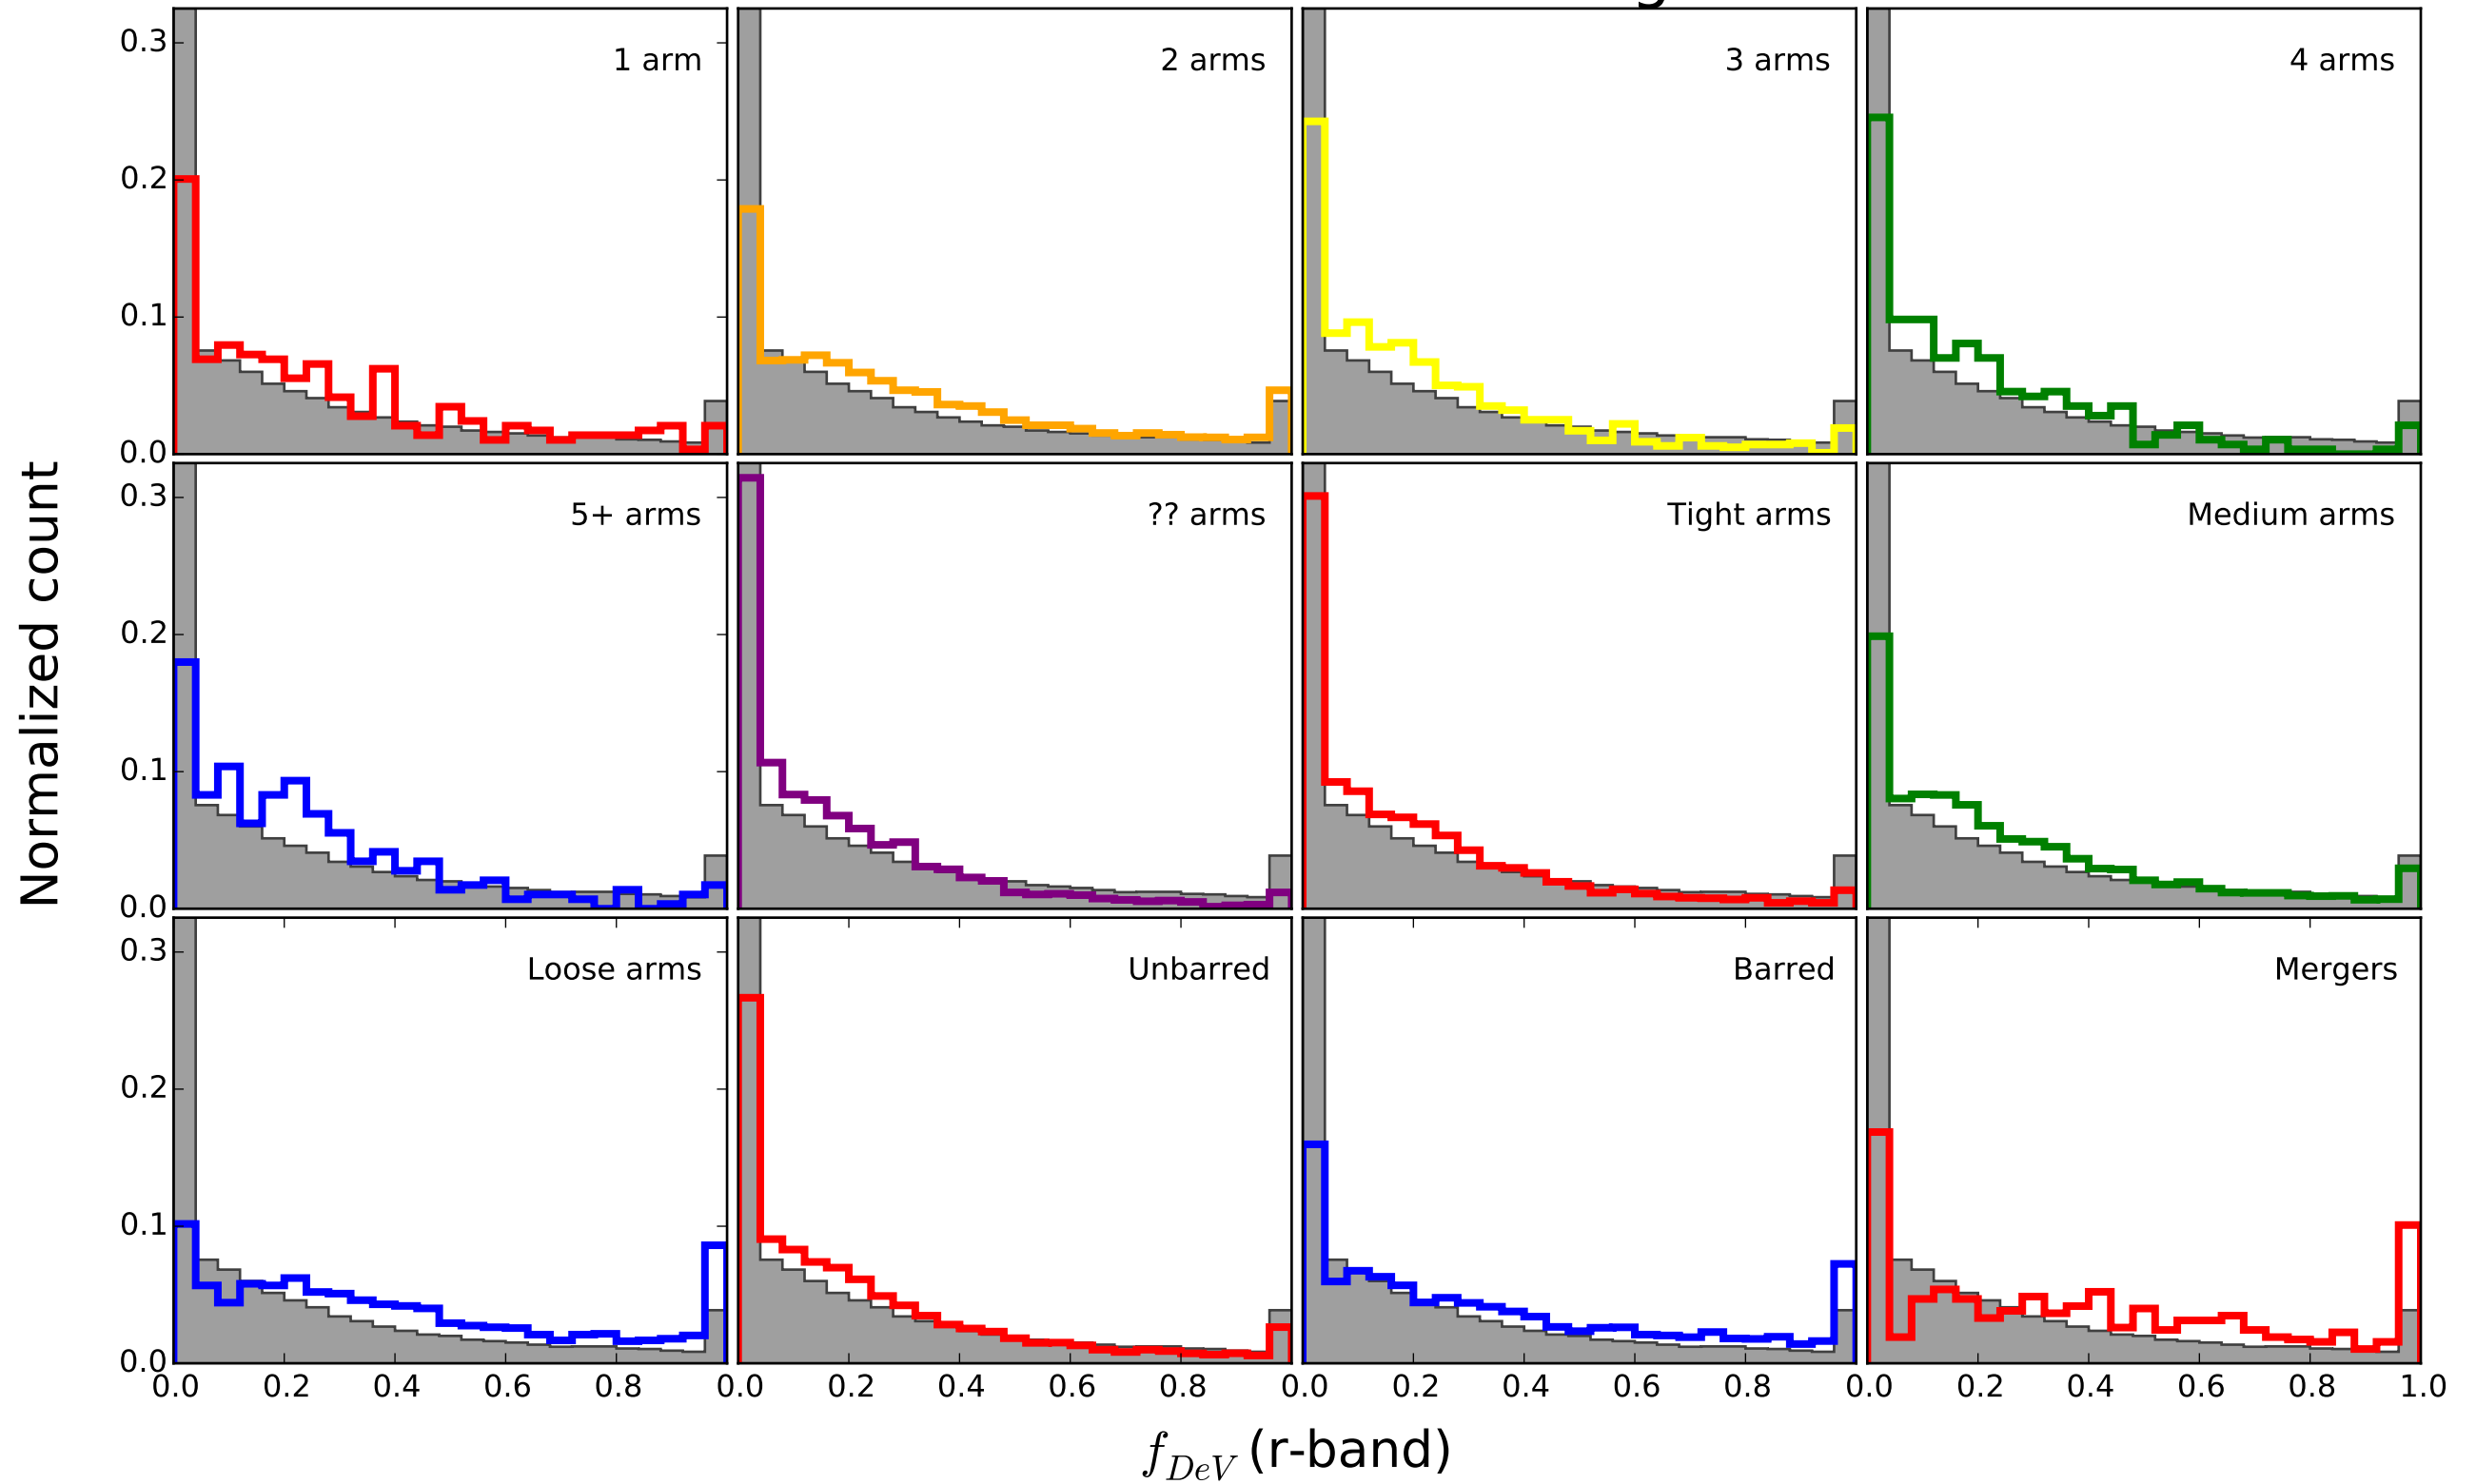 0.3
1 arm
2 arms
3 arms
4 arms
0.2
0.1
0.0
Normalized count
0.3
5+ arms
?? arms
Tight arms
Medium arms
0.2
0.1
0.0
0.3
Loose arms
Unbarred
Barred
Mergers
0.2
0.1
0.0
0.0 0.2 0.4 0.6 0.8 0.0 0.2 0.4 0.6 0.8 0.0 0.2 0.4 0.6 0.8 0.0 0.2 0.4 0.6 0.8 1.0
f_DeV (r-band)